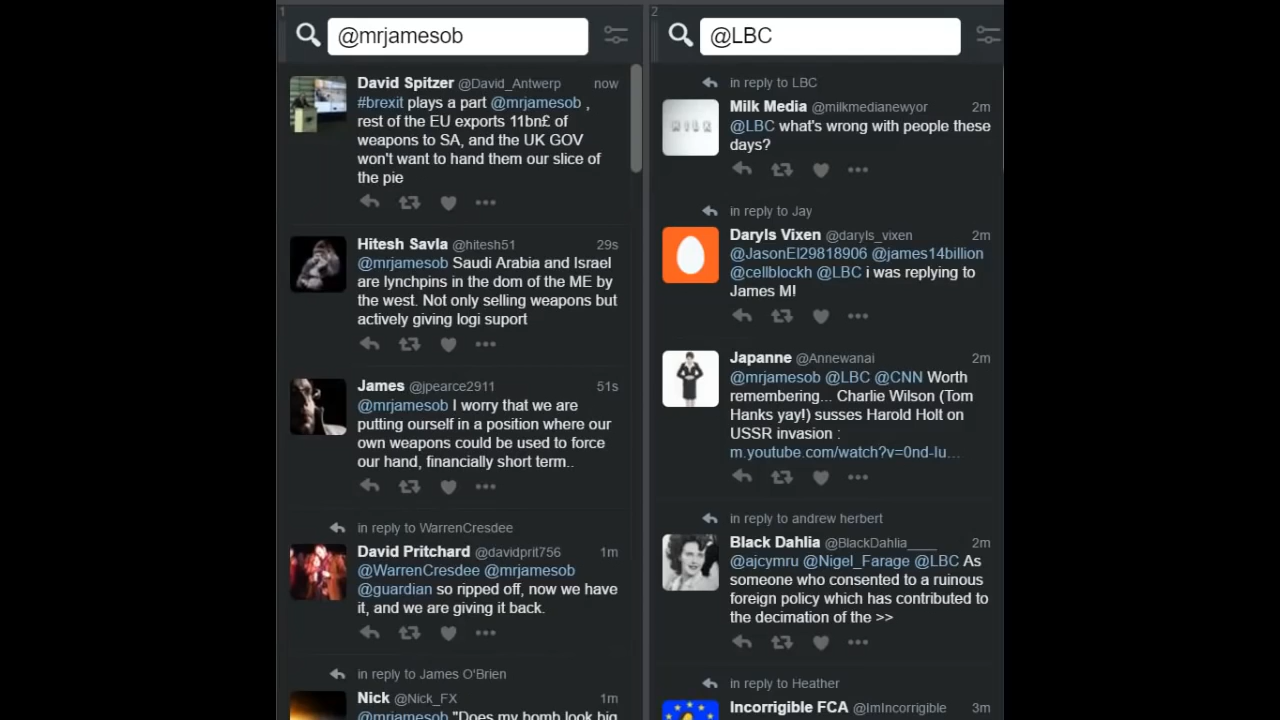 1
@mrjamesob
David Spitzer @David_Antwerp now
#brexit plays a part @mrjamesob ,
rest of the EU exports 11bn£ of
weapons to SA, and the UK GOV
won't want to hand them our slice of
the pie
Hitesh Savla @hitesh51 29s
@mrjamesob Saudi Arabia and Israel
are lynchpins in the dom of the ME by
the west. Not only selling weapons but
actively giving logi suport
James @jpearce2911 51s
@mrjamesob I worry that we are
putting ourself in a position where our
own weapons could be used to force
our hand, financially short term..
in reply to WarrenCresdee
David Pritchard @davidprit756 1m
@WarrenCresdee @mrjamesob
@guardian so ripped off, now we have
it, and we are giving it back.
in reply to James O'Brien
Nick @Nick_FX 1m
@mrjamesob "Does my bomb look big
2
@LBC
in reply to LBC
Milk Media @milkmedianewyor 2m
@LBC what's wrong with people these
days?
in reply to Jay
Daryls Vixen @daryls_vixen 2m
@JasonEl29818906 @james14billion
@cellblockh @LBC i was replying to
James M!
Japanne @Annewanai 2m
@mrjamesob @LBC @CNN Worth
remembering... Charlie Wilson (Tom
Hanks yay!) susses Harold Holt on
USSR invasion :
m.youtube.com/watch?v=0nd-Iu…
in reply to andrew herbert
Black Dahlia @BlackDahlia____ 2m
@ajcymru @Nigel_Farage @LBC As
someone who consented to a ruinous
foreign policy which has contributed to
the decimation of the >>
in reply to Heather
Incorrigible FCA @ImIncorrigible 3m